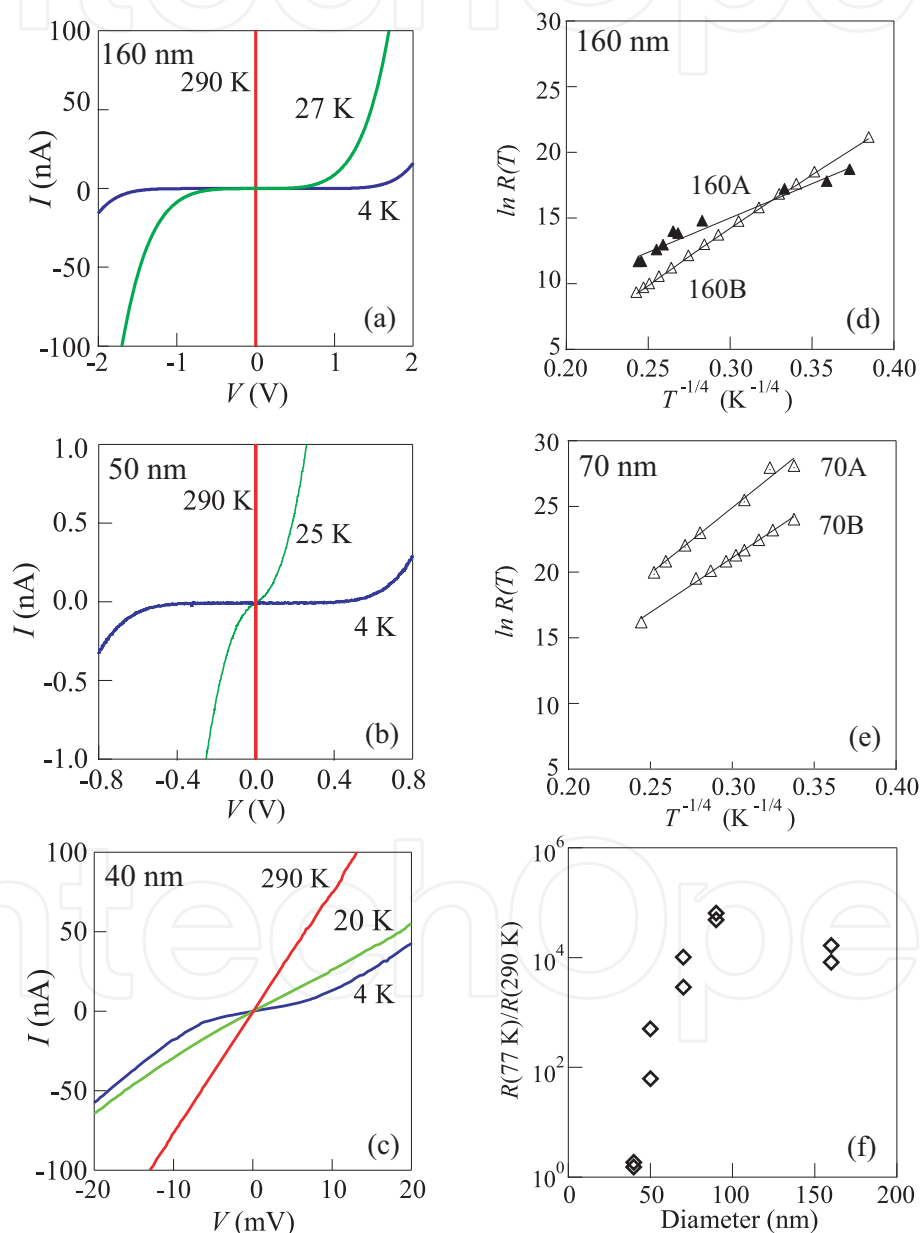 160 nm
290 K
27 K
4 K
(a)
I (nA)
100
50
0
-50
-100
-2
-1
0
1
2
V (V)
160 nm
160A
160B
(d)
ln R(T)
30
25
20
15
10
5
0.20
0.25
0.30
0.35
0.40
T^{-1/4} (K^{-1/4})
50 nm
290 K
25 K
4 K
(b)
I (nA)
1.0
0.5
0.0
-0.5
-1.0
-0.8
-0.4
0.0
0.4
0.8
V (V)
70 nm
70A
70B
(e)
ln R(T)
30
25
20
15
10
5
0.20
0.25
0.30
0.35
0.40
T^{-1/4} (K^{-1/4})
40 nm
290 K
20 K
4 K
(c)
I (nA)
100
50
0
-50
-100
-20
-10
0
10
20
V (mV)
(f)
R(77 K)/R(290 K)
10^6
10^4
10^2
10^0
0
50
100
150
200
Diameter (nm)
ntechOpe